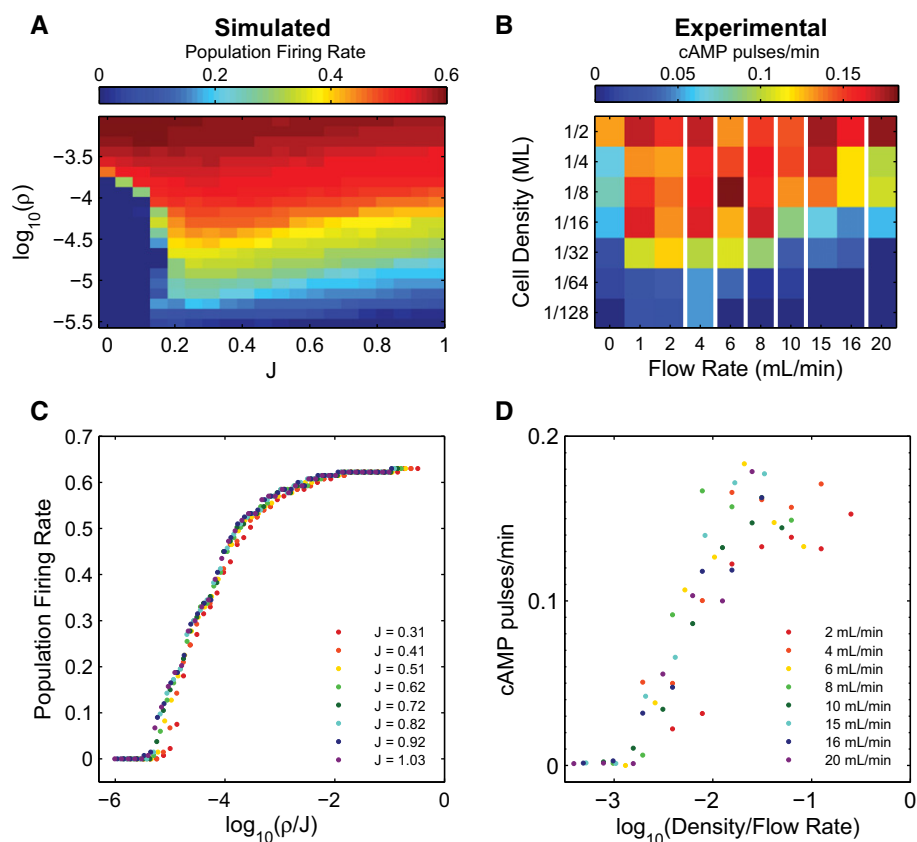 A
Simulated
Population Firing Rate
0
0.2
0.4
0.6
log10(ρ)
−3.5
−4
−4.5
−5
−5.5
0
0.2
0.4
0.6
0.8
1
J
B
Experimental
cAMP pulses/min
0
0.05
0.1
0.15
Cell Density (ML)
1/2
1/4
1/8
1/16
1/32
1/64
1/128
0
1
2
4
6
8
10
15
16
20
Flow Rate (mL/min)
C
Population Firing Rate
0.7
0.6
0.5
0.4
0.3
0.2
0.1
0
−6
−4
−2
0
log10(ρ/J)
J = 0.31
J = 0.41
J = 0.51
J = 0.62
J = 0.72
J = 0.82
J = 0.92
J = 1.03
D
cAMP pulses/min
0.2
0.1
0
−3
−2
−1
0
log10(Density/Flow Rate)
2 mL/min
4 mL/min
6 mL/min
8 mL/min
10 mL/min
15 mL/min
16 mL/min
20 mL/min